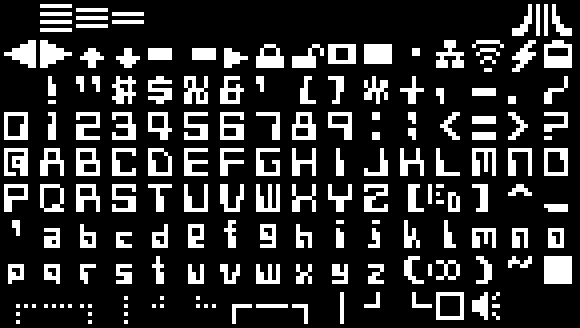 ! " # $ % & ' ( ) * + , - . /
0 1 2 3 4 5 6 7 8 9 : ; < = > ?
@ A B C D E F G H I J K L M N O
P Q R S T U V W X Y Z [ ] ^ _
' a b c d e f g h i j k l m n o
p q r s t u v w x y z { } ~